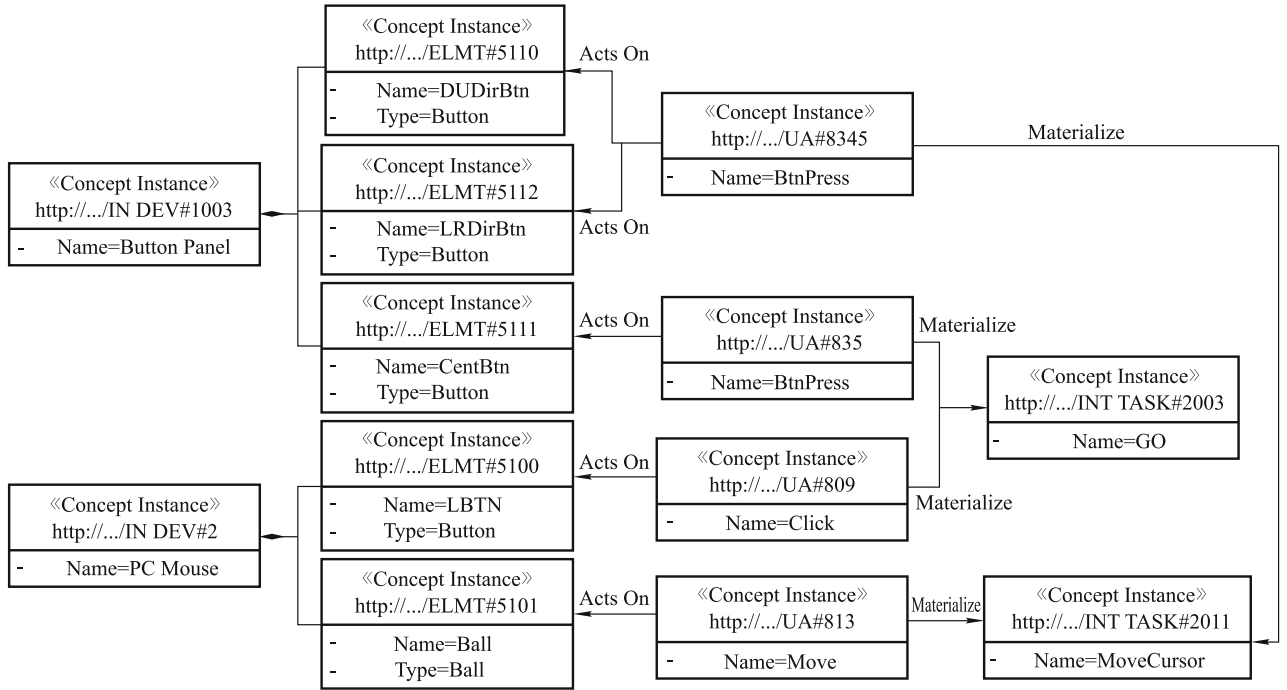 《Concept Instance》
http://.../ELMT#5110
- Name=DUDirBtn
- Type=Button
Acts On
《Concept Instance》
http://.../UA#8345
- Name=BtnPress
Materialize
《Concept Instance》
http://.../ELMT#5112
- Name=LRDirBtn
- Type=Button
Acts On
《Concept Instance》
http://.../IN DEV#1003
- Name=Button Panel
《Concept Instance》
http://.../ELMT#5111
- Name=CentBtn
- Type=Button
Acts On
《Concept Instance》
http://.../UA#835
- Name=BtnPress
Materialize
《Concept Instance》
http://.../INT TASK#2003
- Name=GO
《Concept Instance》
http://.../ELMT#5100
- Name=LBTN
- Type=Button
Acts On
《Concept Instance》
http://.../UA#809
- Name=Click
Materialize
《Concept Instance》
http://.../IN DEV#2
- Name=PC Mouse
《Concept Instance》
http://.../ELMT#5101
- Name=Ball
- Type=Ball
Acts On
《Concept Instance》
http://.../UA#813
- Name=Move
Materialize
《Concept Instance》
http://.../INT TASK#2011
- Name=MoveCursor